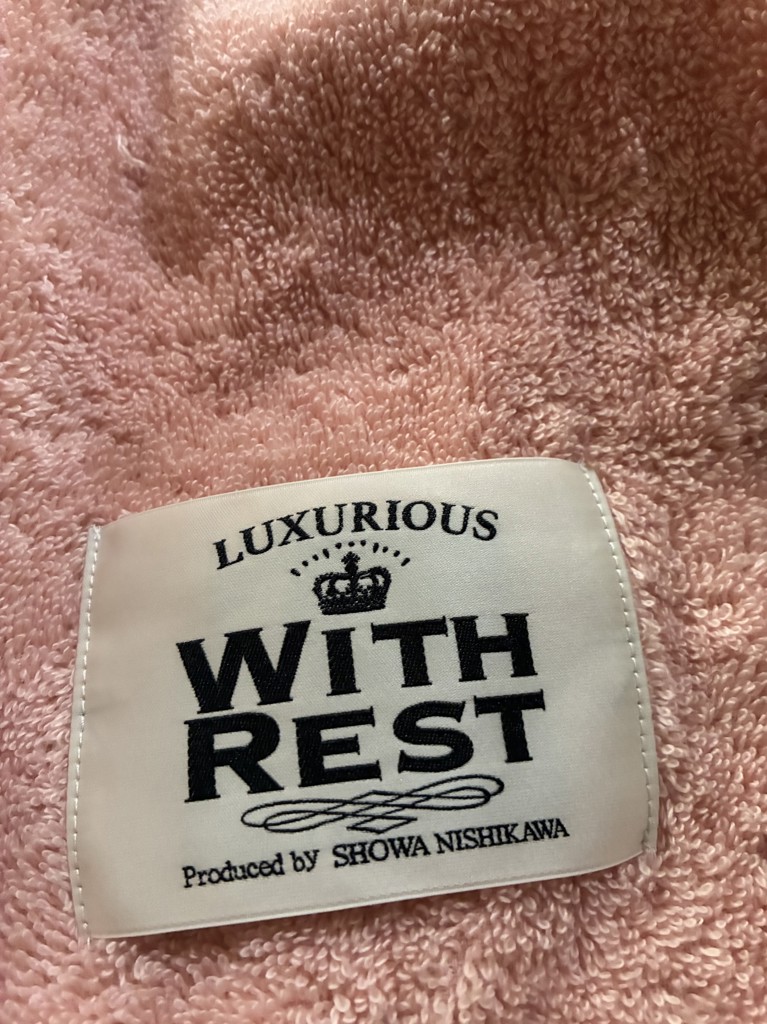 LUXURIOUS
WITH
REST
Produced by SHOWA NISHIKAWA